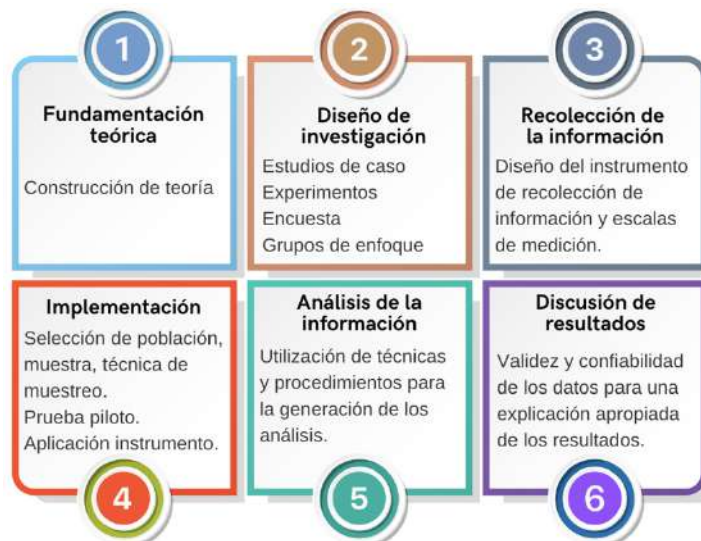 1
Fundamentación
teórica
Construcción de teoría
2
Diseño de
investigación
Estudios de caso
Experimentos
Encuesta
Grupos de enfoque
3
Recolección de
la información
Diseño del instrumento
de recolección de
información y escalas
de medición.
Implementación
Selección de población,
muestra, técnica de
muestreo.
Prueba piloto.
Aplicación instrumento.
4
Análisis de la
información
Utilización de técnicas
y procedimientos para
la generación de los
análisis.
5
Discusión de
resultados
Validez y confiabilidad
de los datos para una
explicación apropiada
de los resultados.
6